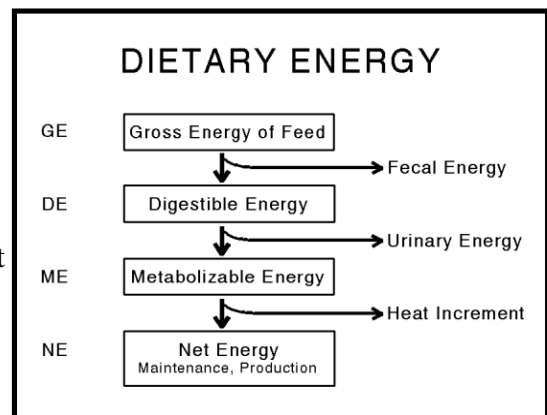 DIETARY ENERGY
GE Gross Energy of Feed
Fecal Energy
DE Digestible Energy
Urinary Energy
t
ME Metabolizable Energy
Heat Increment
NE Net Energy
Maintenance, Production